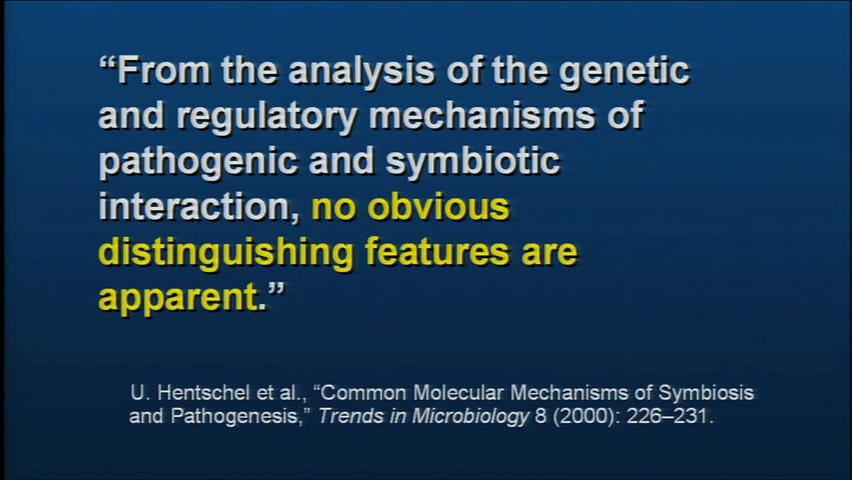 “From the analysis of the genetic
and regulatory mechanisms of
pathogenic and symbiotic
interaction, no obvious
distinguishing features are
apparent.”
U. Hentschel et al., “Common Molecular Mechanisms of Symbiosis
and Pathogenesis,” Trends in Microbiology 8 (2000): 226–231.